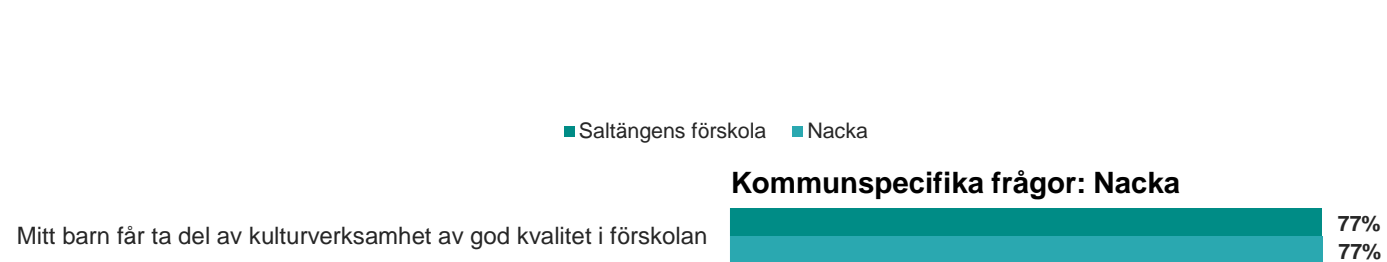 Saltängens förskola Nacka
Kommunspecifika frågor: Nacka
Mitt barn får ta del av kulturverksamhet av god kvalitet i förskolan
77%
77%